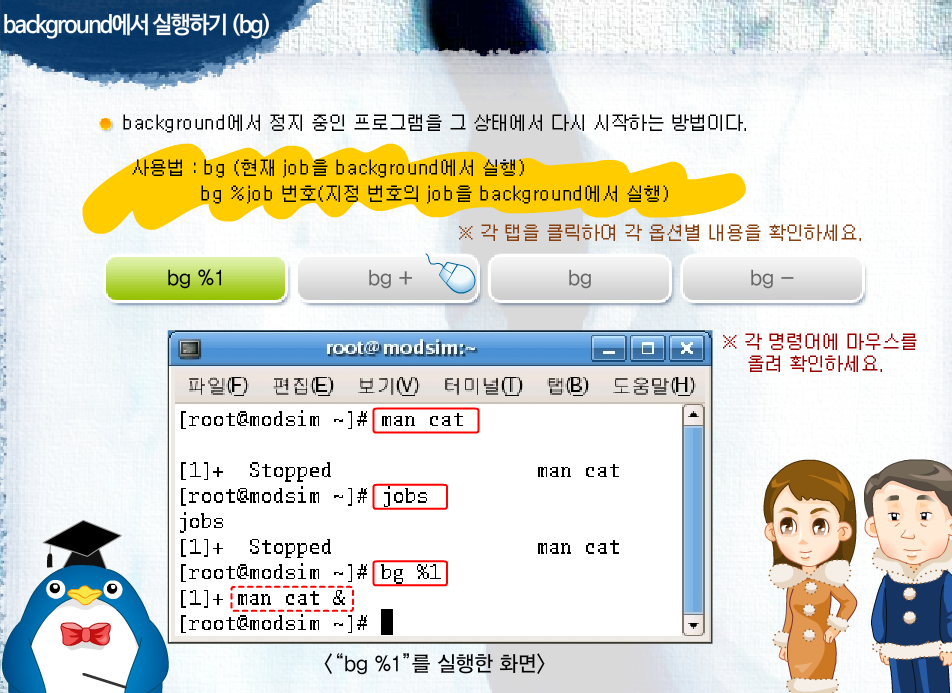 background에서 실행하기 (bg)
background에서 정지 중인 프로그램을 그 상태에서 다시 시작하는 방법이다.
사용법 : bg (현재 job을 background에서 실행)
bg %job 번호(지정 번호의 job을 background에서 실행)
※ 각 탭을 클릭하여 각 옵션별 내용을 확인하세요.
bg %1
bg +
bg
bg −
※ 각 명령어에 마우스를
올려 확인하세요.
root@modsim:~
파일(F) 편집(E) 보기(V) 터미널(T) 탭(B) 도움말(H)
[root@modsim ~]# man cat
[1]+ Stopped man cat
[root@modsim ~]# jobs
jobs
[1]+ Stopped man cat
[root@modsim ~]# bg %1
[1]+ man cat &
[root@modsim ~]#
〈“bg %1”를 실행한 화면〉